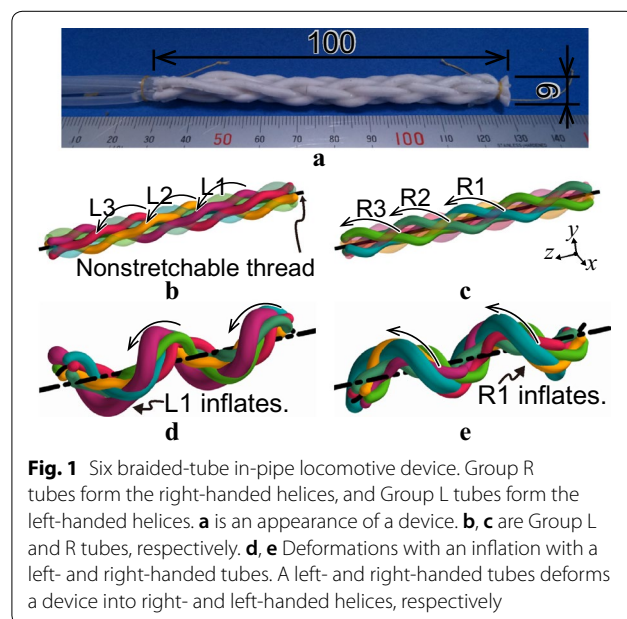 100
9
10 20 30 40 50 60 70 80 90 100 110 120 130 140
a
L3 L2 L1
R3 R2 R1
Nonstretchable thread
y
z x
b
c
L1 inflates.
R1 inflates.
d
e
Fig. 1 Six braided-tube in-pipe locomotive device. Group R
tubes form the right-handed helices, and Group L tubes form the
left-handed helices. a is an appearance of a device. b, c are Group L
and R tubes, respectively. d, e Deformations with an inflation with a
left- and right-handed tubes. A left- and right-handed tubes deforms
a device into right- and left-handed helices, respectively